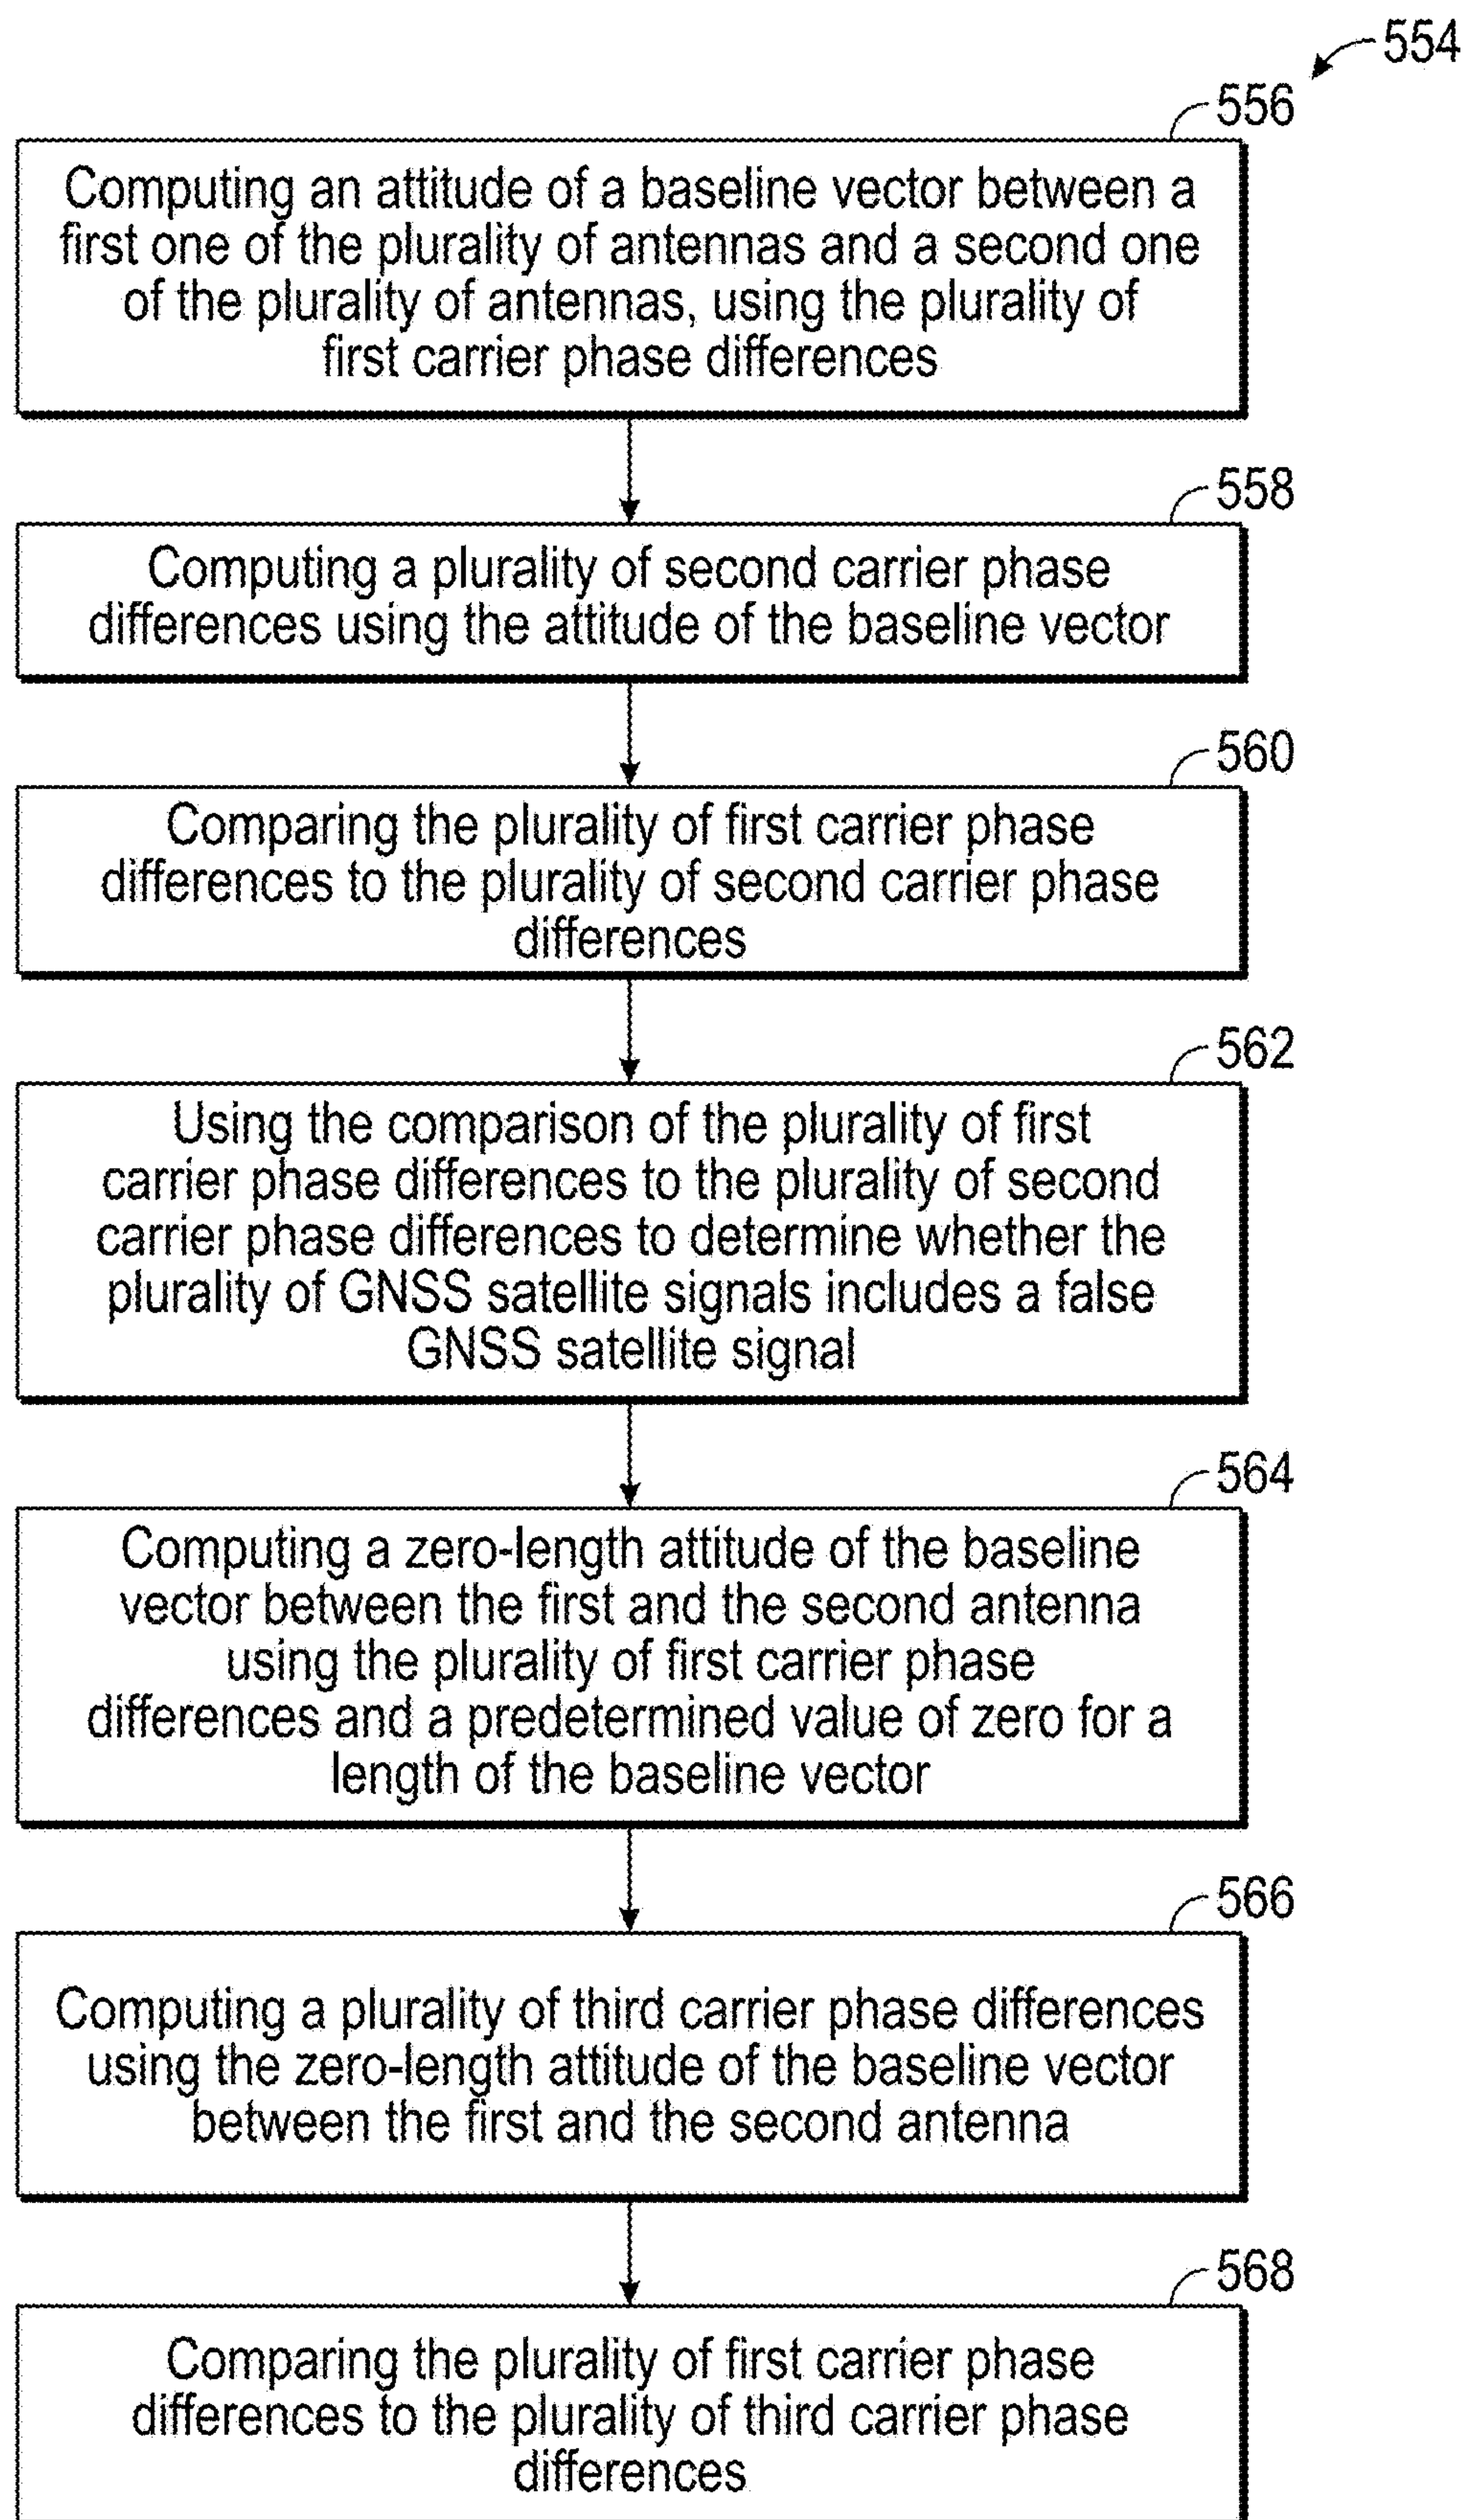 554
556
Computing an attitude of a baseline vector between a
first one of the plurality of antennas and a second one
of the plurality of antennas, using the plurality of
first carrier phase differences
558
Computing a plurality of second carrier phase
differences using the attitude of the baseline vector
560
Comparing the plurality of first carrier phase
differences to the plurality of second carrier phase
differences
562
Using the comparison of the plurality of first
carrier phase differences to the plurality of second
carrier phase differences to determine whether the
plurality of GNSS satellite signals includes a false
GNSS satellite signal
564
Computing a zero-length attitude of the baseline
vector between the first and the second antenna
using the plurality of first carrier phase
differences and a predetermined value of zero for a
length of the baseline vector
566
Computing a plurality of third carrier phase differences
using the zero-length attitude of the baseline vector
between the first and the second antenna
568
Comparing the plurality of first carrier phase
differences to the plurality of third carrier phase
differences